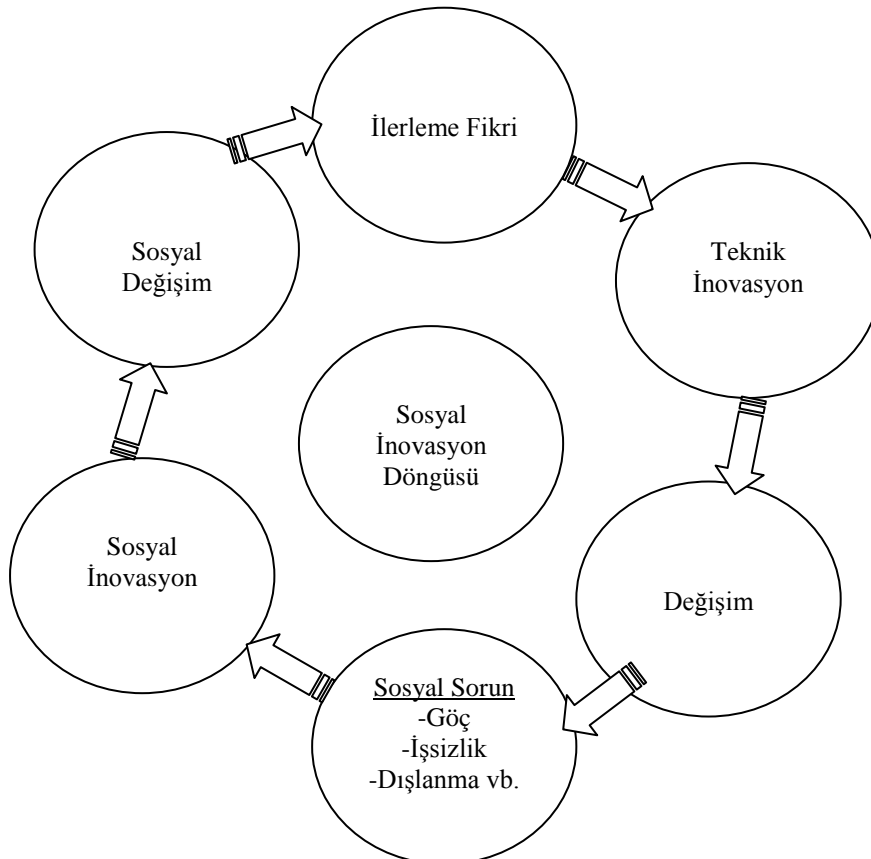 İlerleme Fikri
Teknik
İnovasyon
Değişim
Sosyal Sorun
-Göç
-İşsizlik
-Dışlanma vb.
Sosyal
İnovasyon
Sosyal
Değişim
Sosyal
İnovasyon
Döngüsü